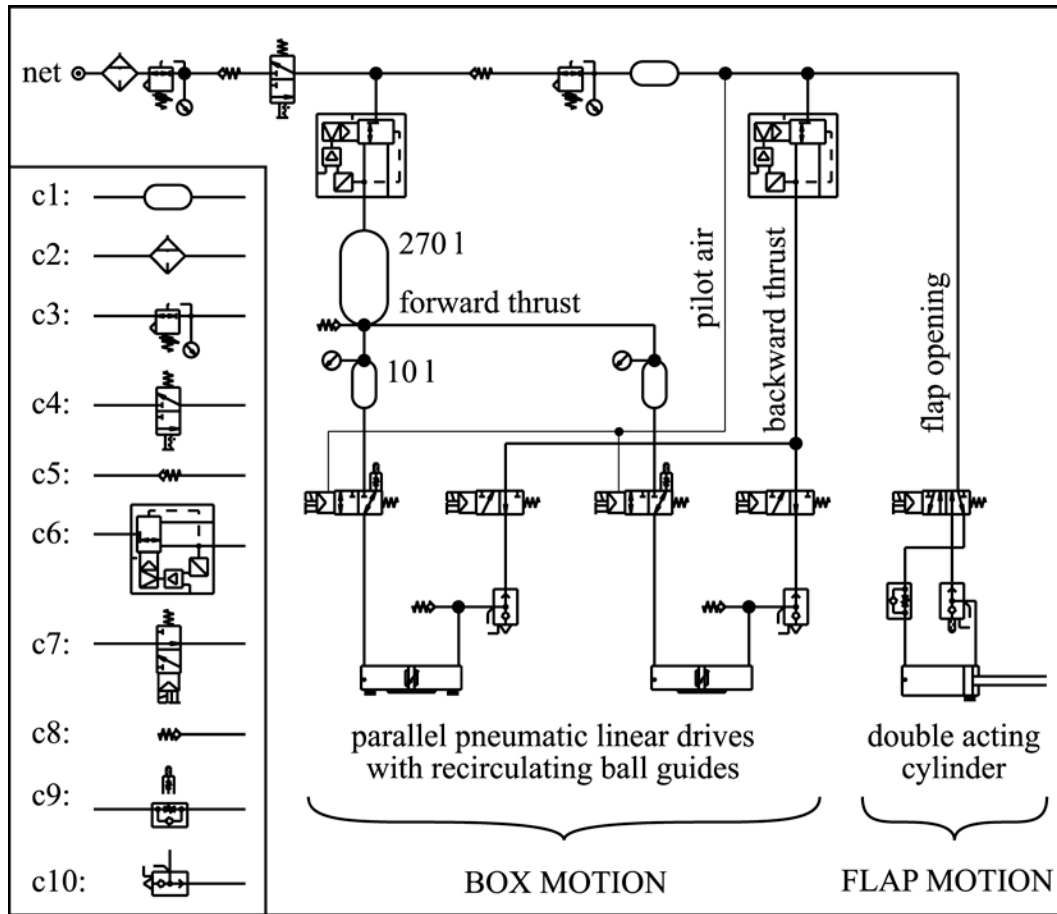 net
c1:
c2:
c3:
c4:
c5:
c6:
c7:
c8:
c9:
c10:
270 l
forward thrust
10 l
pilot air
backward thrust
flap opening
parallel pneumatic linear drives
with recirculating ball guides
double acting
cylinder
BOX MOTION
FLAP MOTION